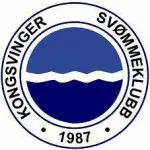 KONGSVINGER SVØMMEKLUBB
· 1987 ·